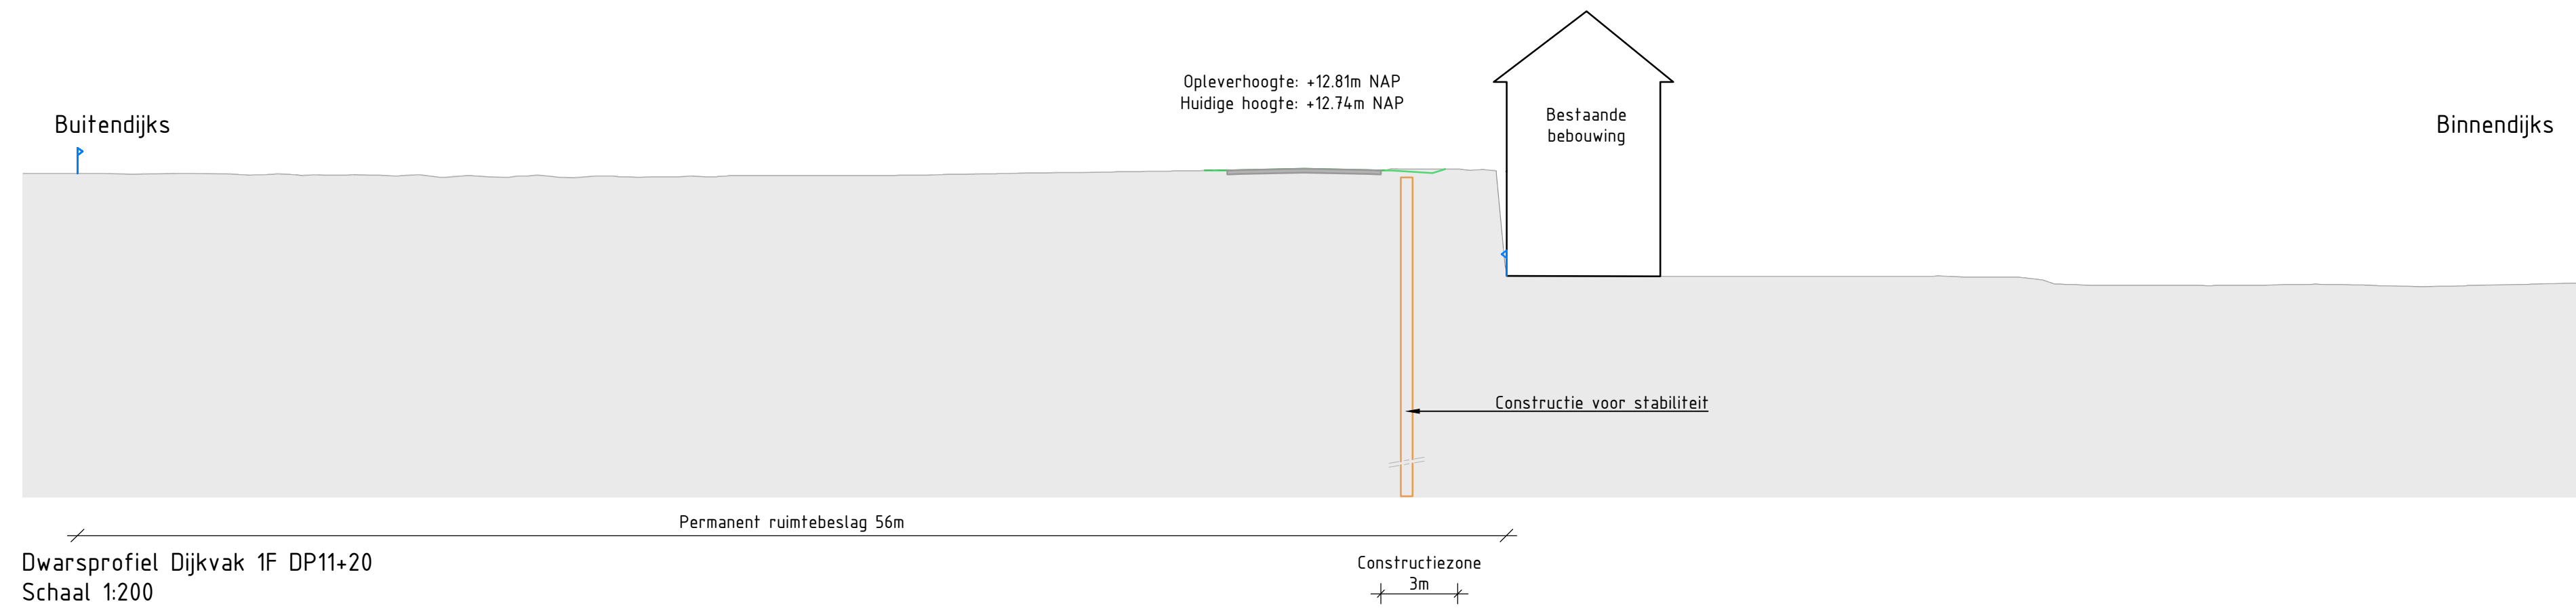 Opleverhoogte: +12.81m NAP
Huidige hoogte: +12.74m NAP
Buitendijks
Bestaande
bebouwing
Binnendijks
Constructie voor stabiliteit
Permanent ruimtebeslag 56m
Dwarsprofiel Dijkvak 1F DP11+20
Schaal 1:200
Constructiezone
3m